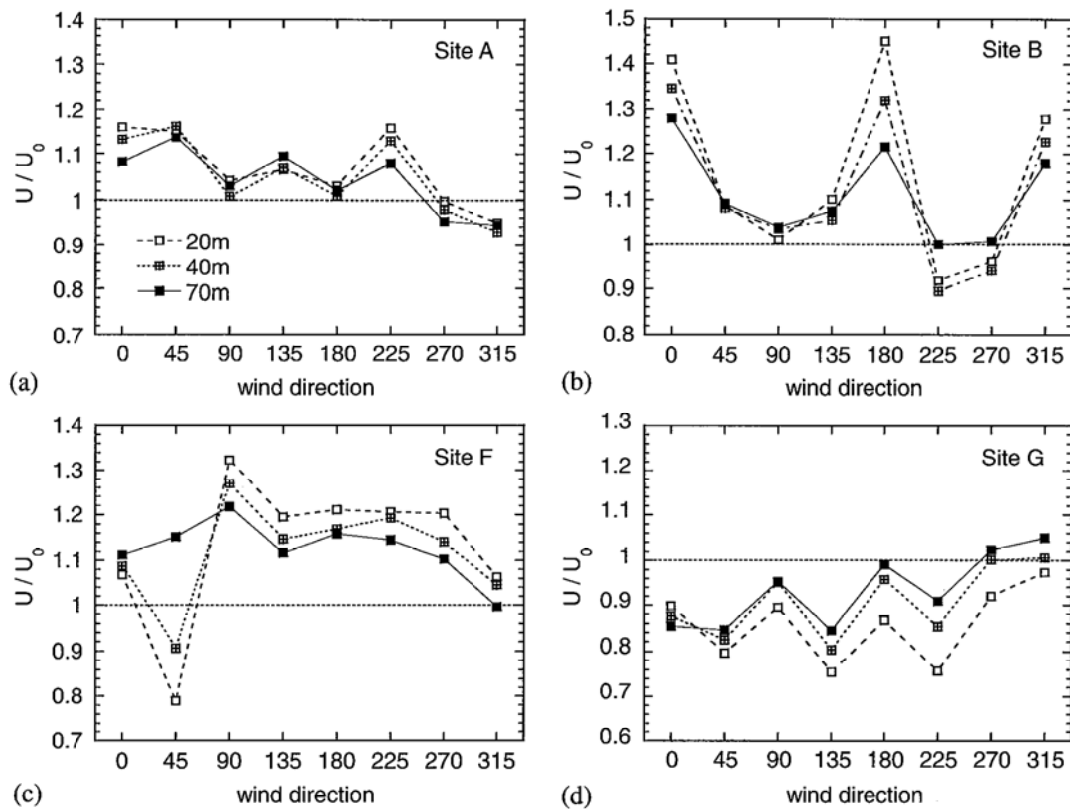 1.4
1.3
1.2
1.1
1
0.9
0.8
0.7
U / U0
Site A
20m
40m
70m
0 45 90 135 180 225 270 315
wind direction
(a)
1.5
1.4
1.3
1.2
1.1
1
0.9
0.8
U / U0
Site B
0 45 90 135 180 225 270 315
wind direction
(b)
1.4
1.3
1.2
1.1
1
0.9
0.8
0.7
U / U0
Site F
0 45 90 135 180 225 270 315
wind direction
(c)
1.3
1.2
1.1
1
0.9
0.8
0.7
0.6
U / U0
Site G
0 45 90 135 180 225 270 315
wind direction
(d)